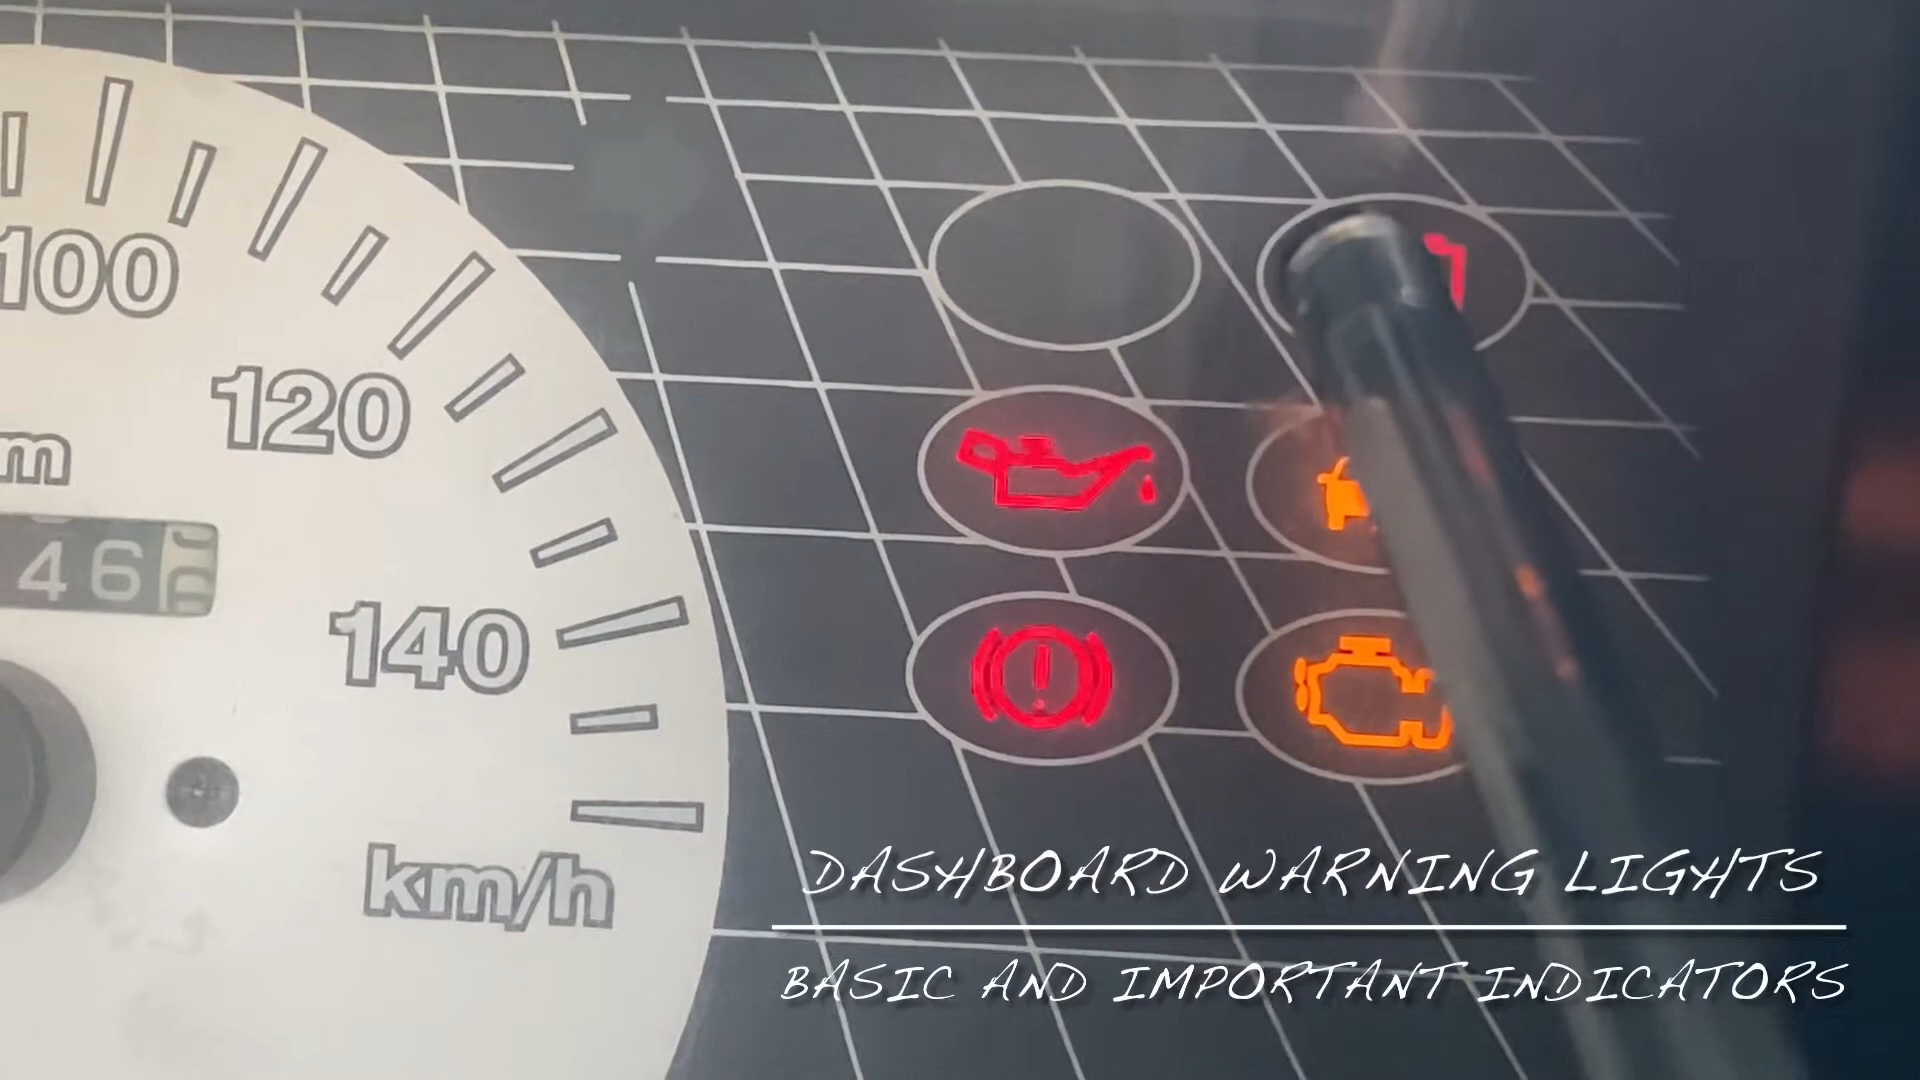 100
120
m
46
140
km/h
DASHBOARD WARNING LIGHTS
BASIC AND IMPORTANT INDICATORS